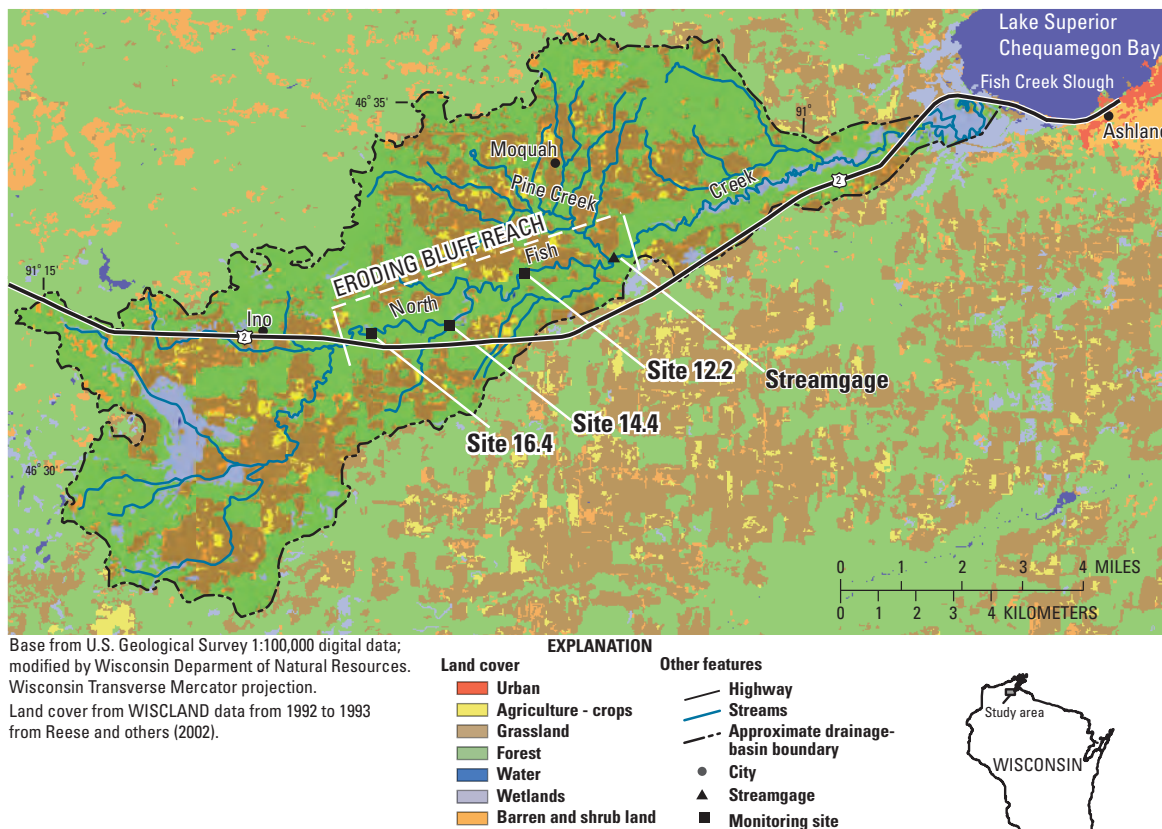 Lake Superior
Chequamegon Bay
Fish Creek Slough
Ashland
46° 35'
91°
Moquah
Pine Creek
Creek
2
ERODING BLUFF REACH
Fish
91° 15'
North
Ino
2
Site 12.2
Streamgage
Site 14.4
Site 16.4
46° 30'
0 1 2 3 4 MILES
0 1 2 3 4 KILOMETERS
Base from U.S. Geological Survey 1:100,000 digital data;
modified by Wisconsin Deparment of Natural Resources.
Wisconsin Transverse Mercator projection.
Land cover from WISCLAND data from 1992 to 1993
from Reese and others (2002).
EXPLANATION
Land cover
Urban
Agriculture - crops
Grassland
Forest
Water
Wetlands
Barren and shrub land
Other features
Highway
Streams
Approximate drainage-
basin boundary
City
Streamgage
Monitoring site
Study area
WISCONSIN